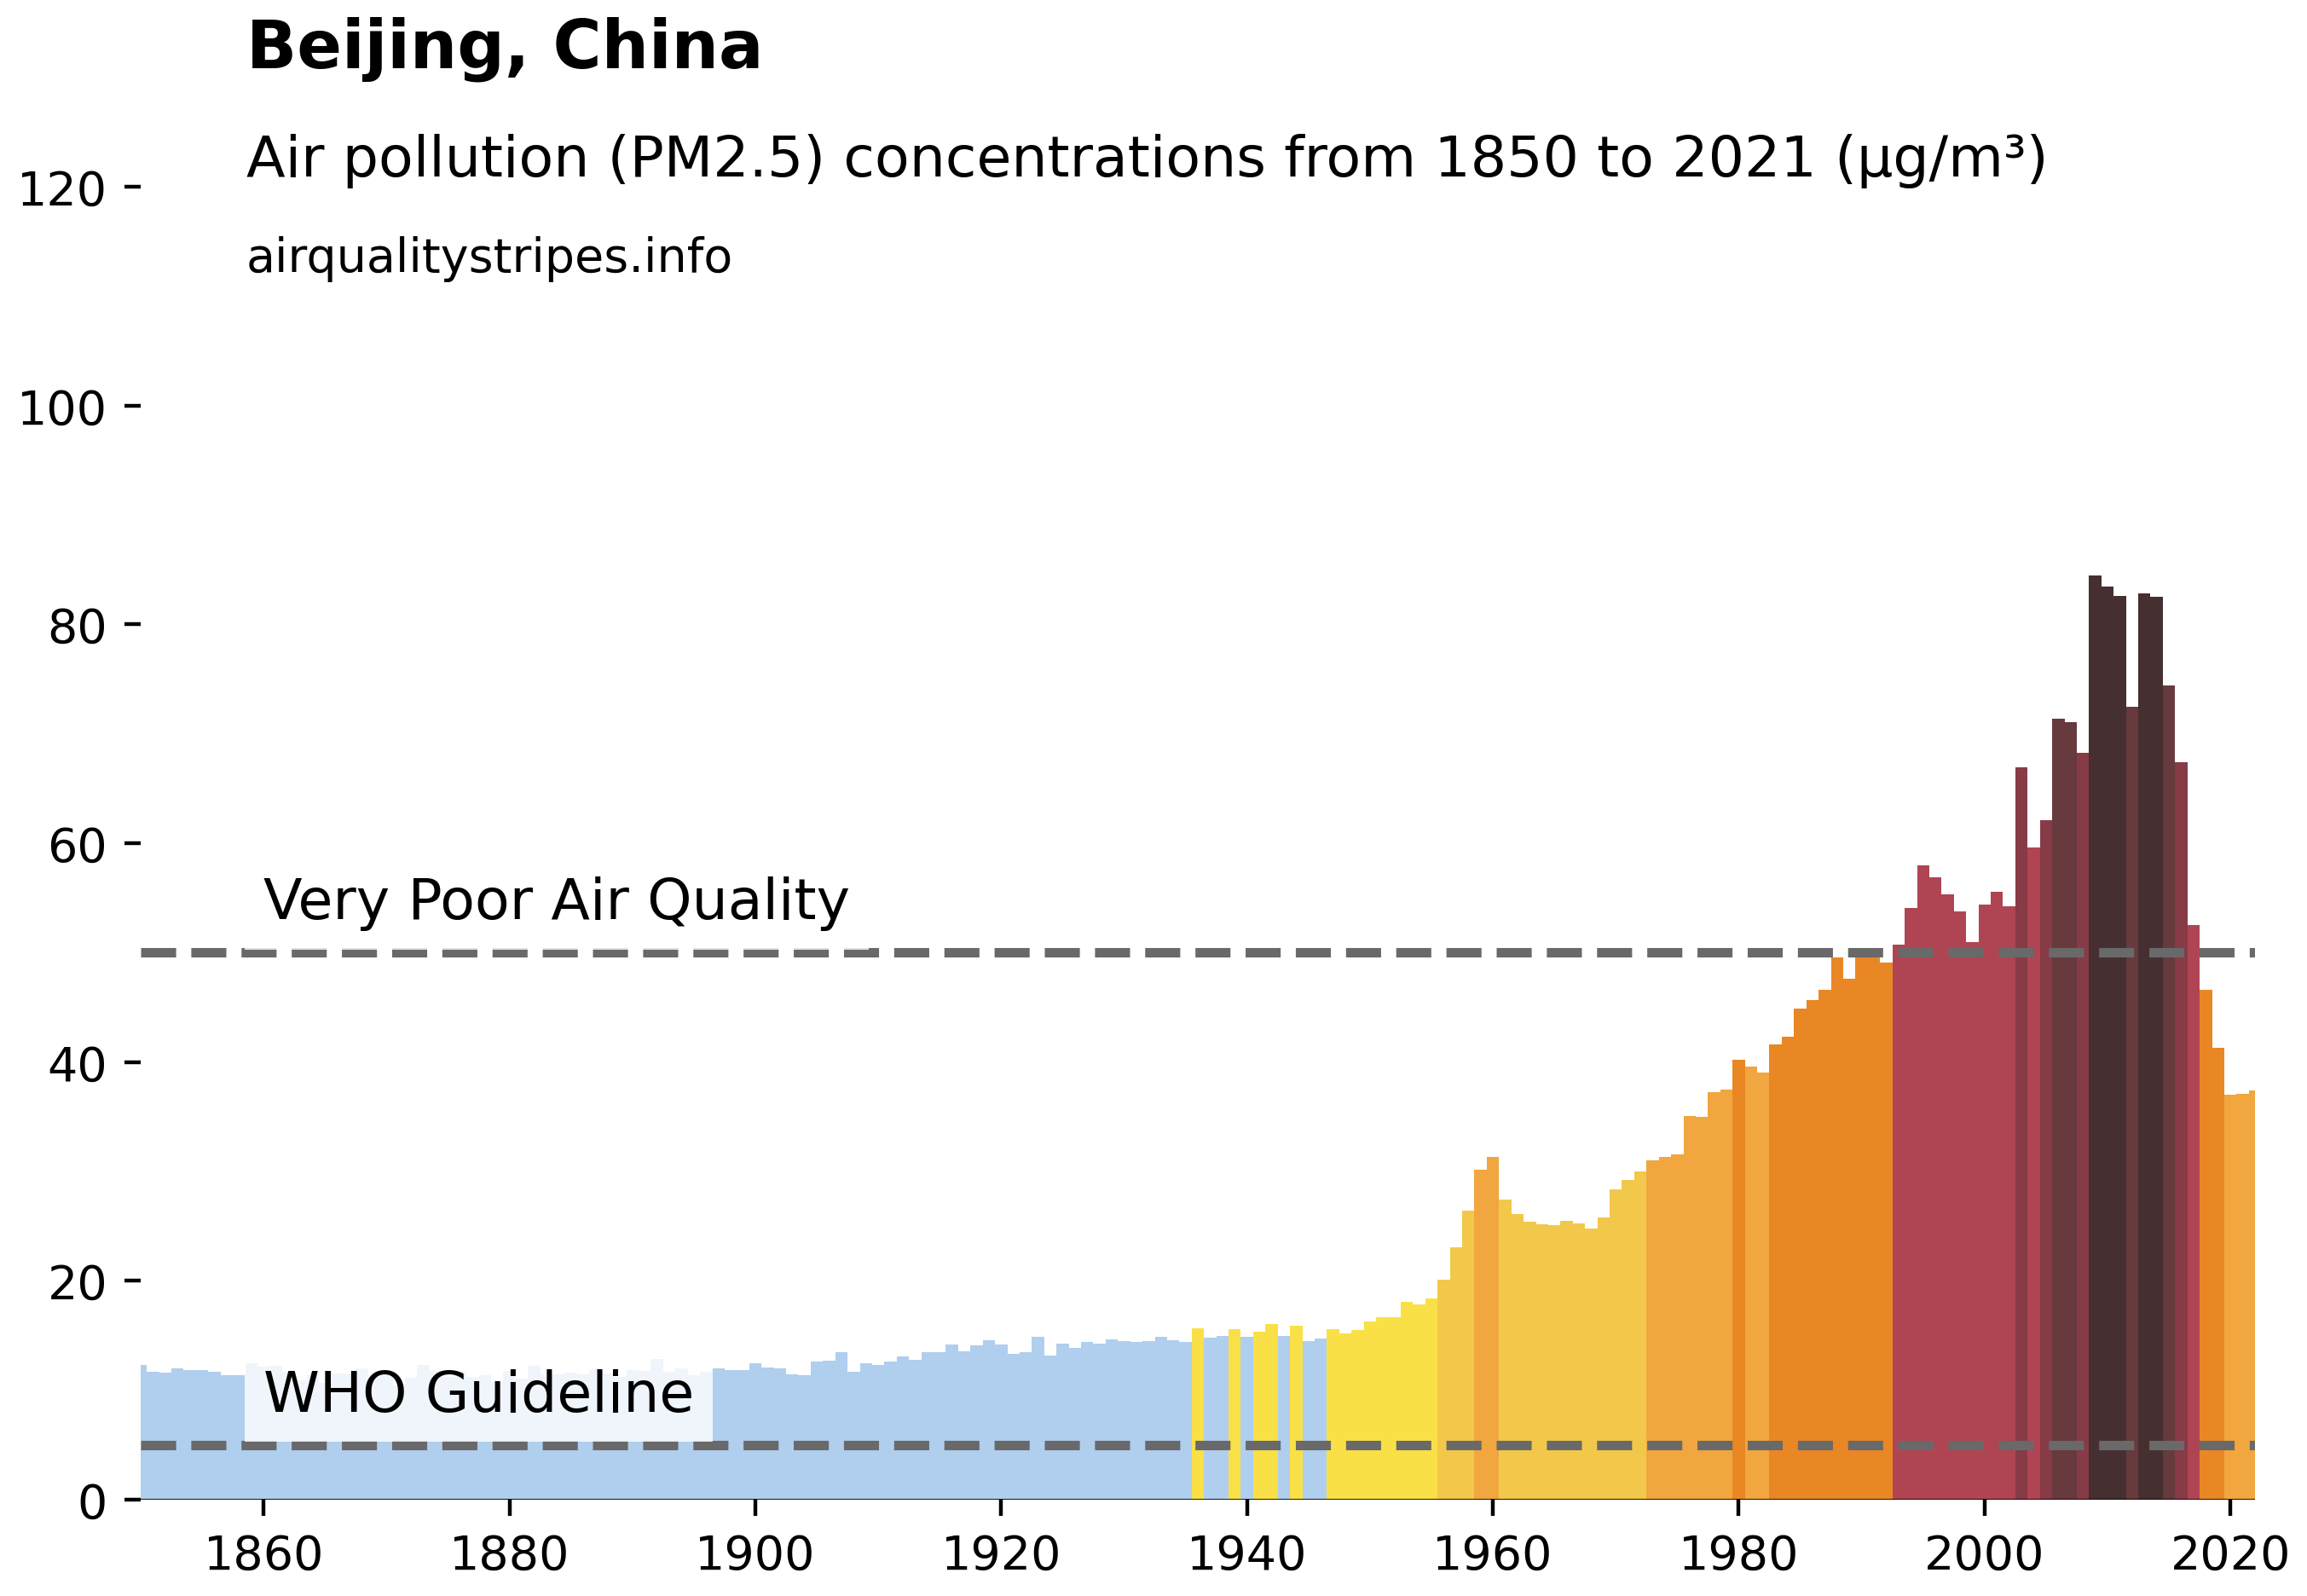 Beijing, China
Air pollution (PM2.5) concentrations from 1850 to 2021 (µg/m³)
airqualitystripes.info
120
100
80
60
Very Poor Air Quality
40
20
WHO Guideline
0
1860 1880 1900 1920 1940 1960 1980 2000 2020